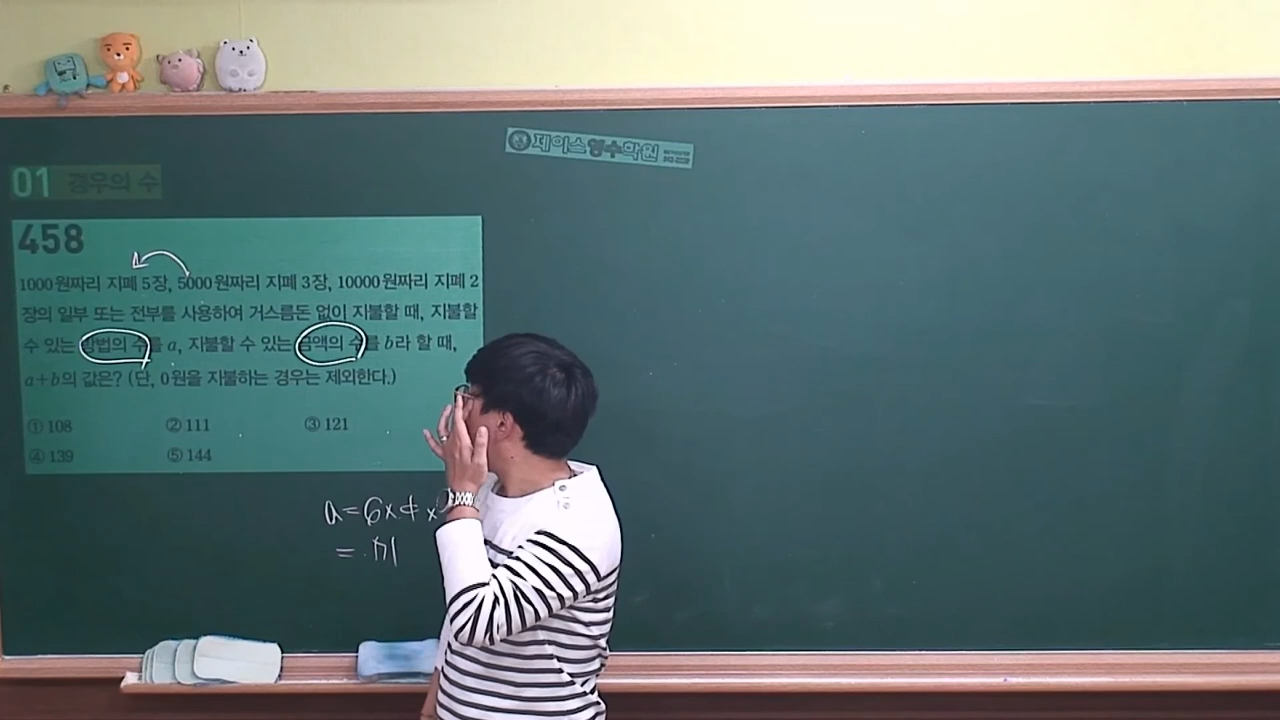 제이스영수학원
01 경우의 수
458
1000원짜리 지폐 5장, 5000원짜리 지폐 3장, 10000원짜리 지폐 2
장의 일부 또는 전부를 사용하여 거스름돈 없이 지불할 때, 지불할
수 있는 방법의 수를 a, 지불할 수 있는 금액의 수를 b라 할 때,
a+b의 값은? (단, 0원을 지불하는 경우는 제외한다.)
① 108 ② 111 ③ 121
④ 139 ⑤ 144
a=6×4×
=71